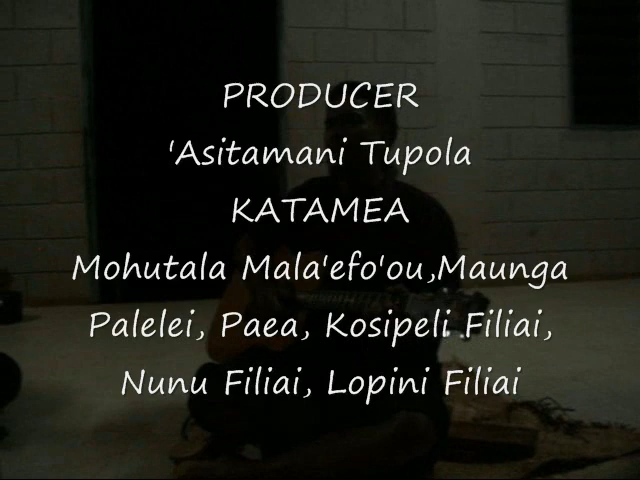 PRODUCER
'Asitamani Tupola
KATAMEA
Mohutala Mala'efo'ou,Maunga
Palelei, Paea, Kosipeli Filiai,
Nunu Filiai, Lopini Filiai